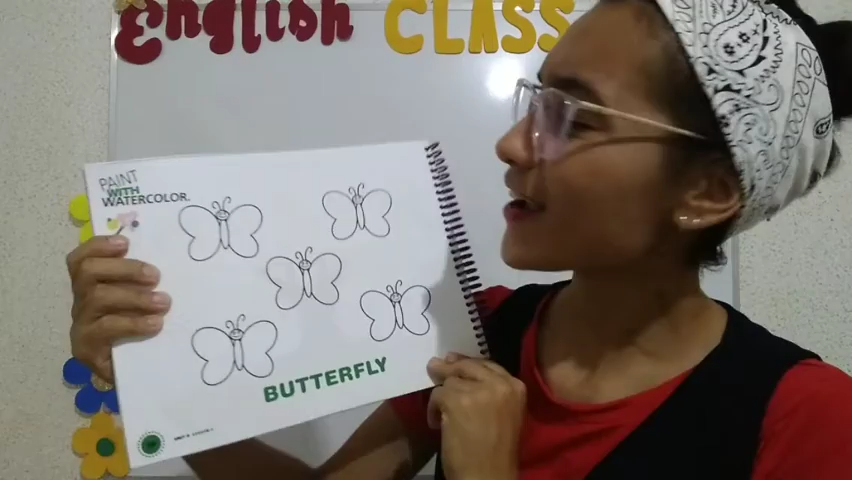 English CLASS
PAINT
WITH
WATERCOLOR.
BUTTERFLY